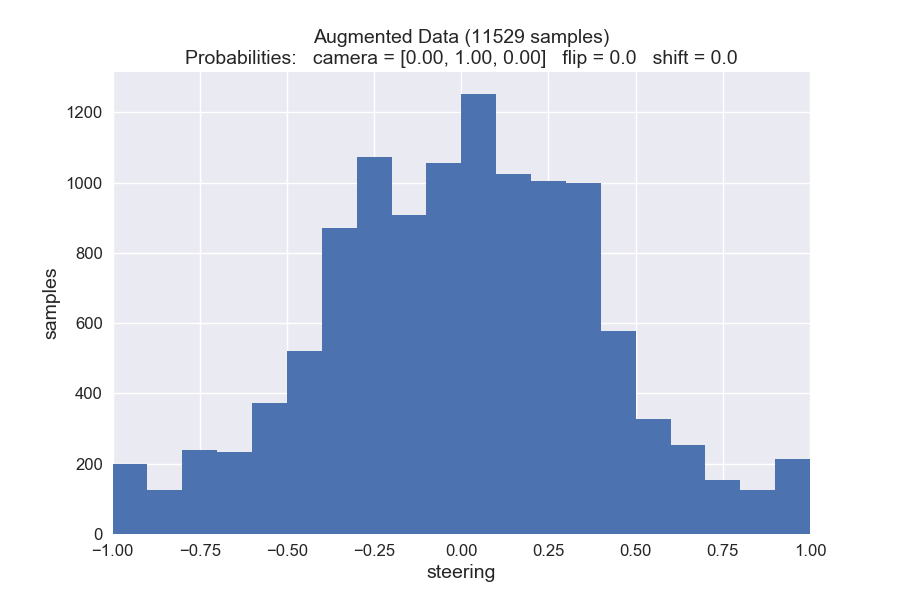 Augmented Data (11529 samples)
Probabilities:   camera = [0.00, 1.00, 0.00]   flip = 0.0   shift = 0.0
samples
1200
1000
800
600
400
200
0
−1.00 −0.75 −0.50 −0.25 0.00 0.25 0.50 0.75 1.00
steering